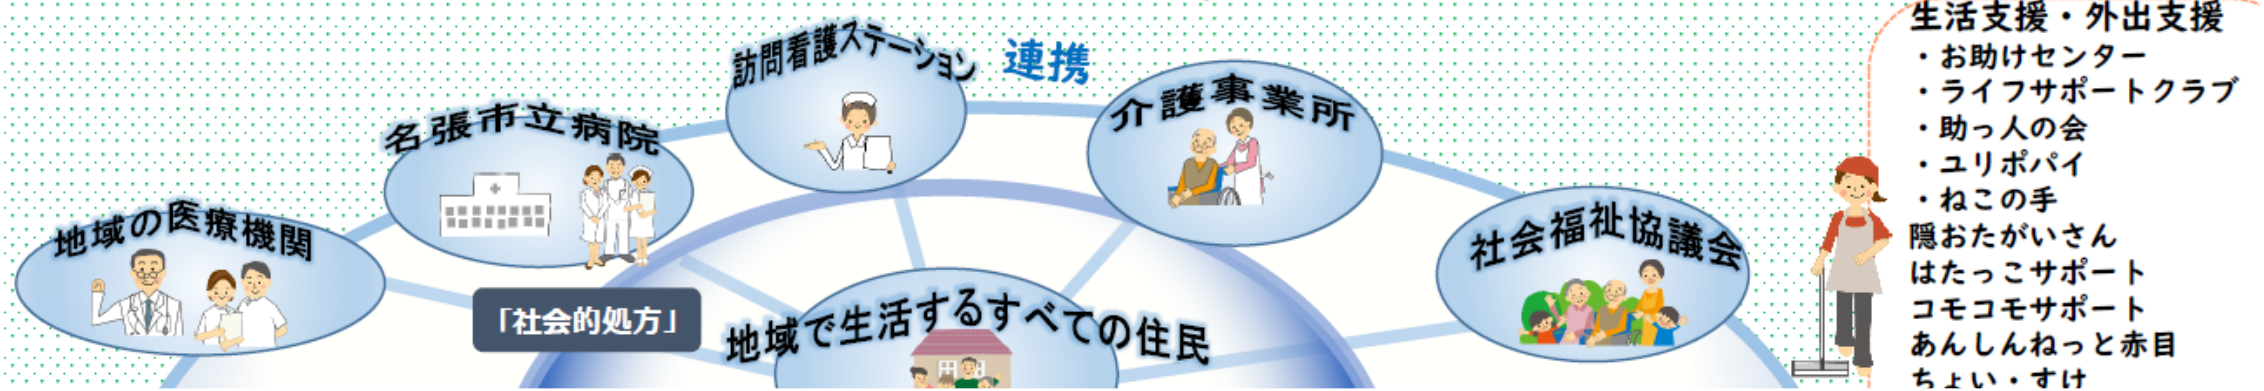 訪問看護ステーション
連携
介護事業所
名張市立病院
地域の医療機関
社会福祉協議会
「社会的処方」
地域で生活するすべての住民
生活支援・外出支援
・お助けセンター
・ライフサポートクラブ
・助っ人の会
・ユリポパイ
・ねこの手
隠おたがいさん
はたっこサポート
コモコモサポート
あんしんねっと赤目
ちょい・すけ